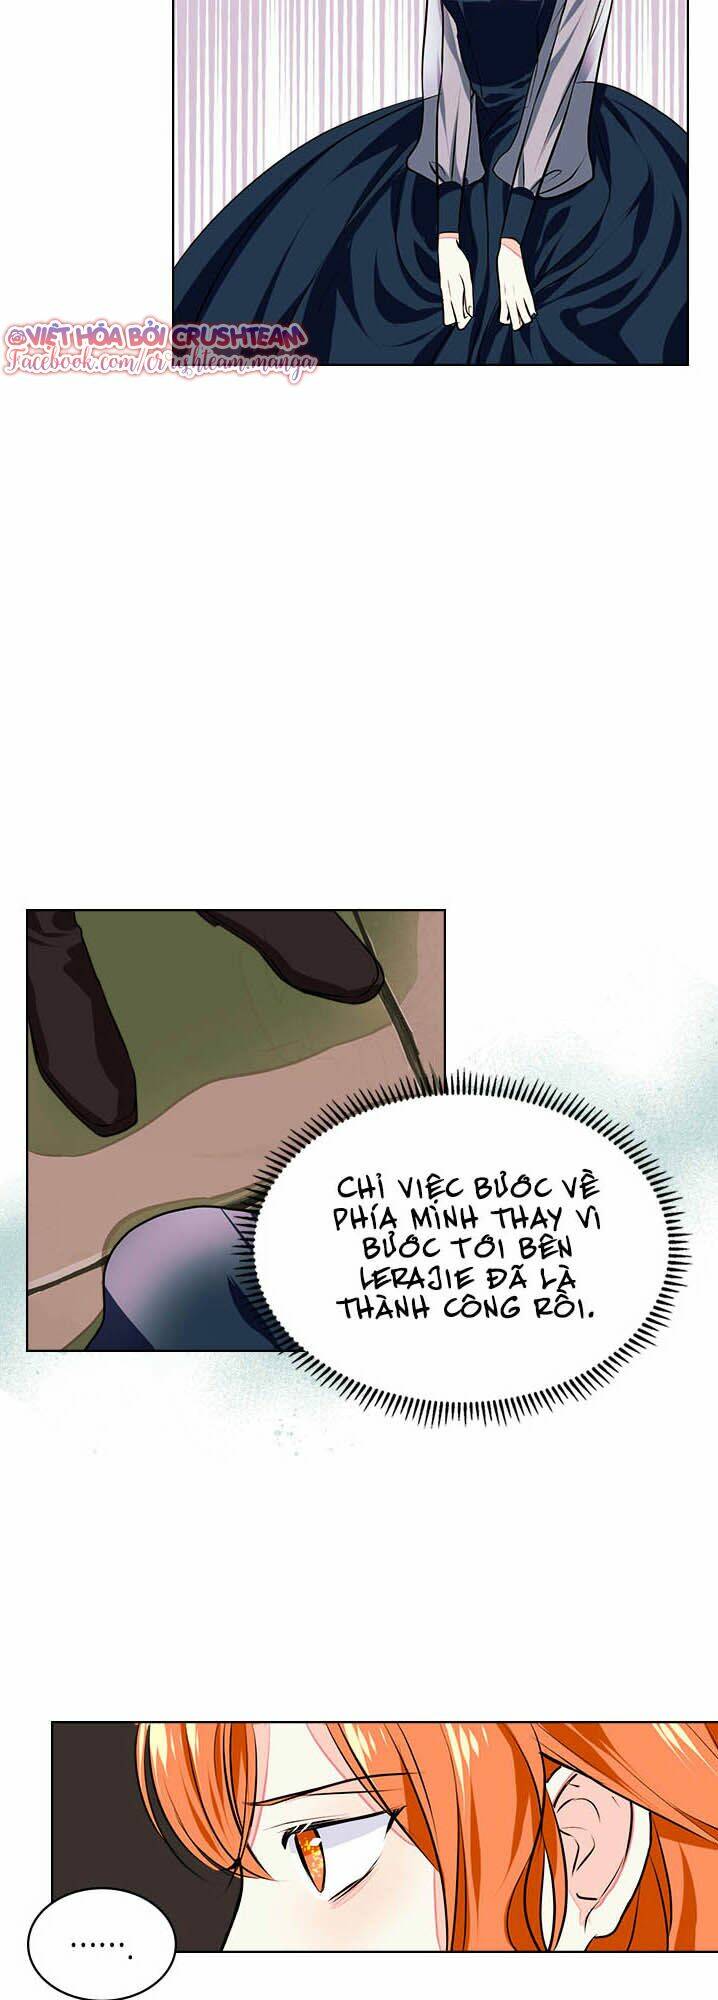 ©VIỆT HÓA BỞI CRUSHTEAM
Facebook.com/crushteam.manga
CHỈ VIỆC BƯỚC VỀ
PHÍA MÌNH THAY VÌ
BƯỚC TỚI BÊN
LERAJIE ĐÃ LÀ
THÀNH CÔNG RỒI.
.......